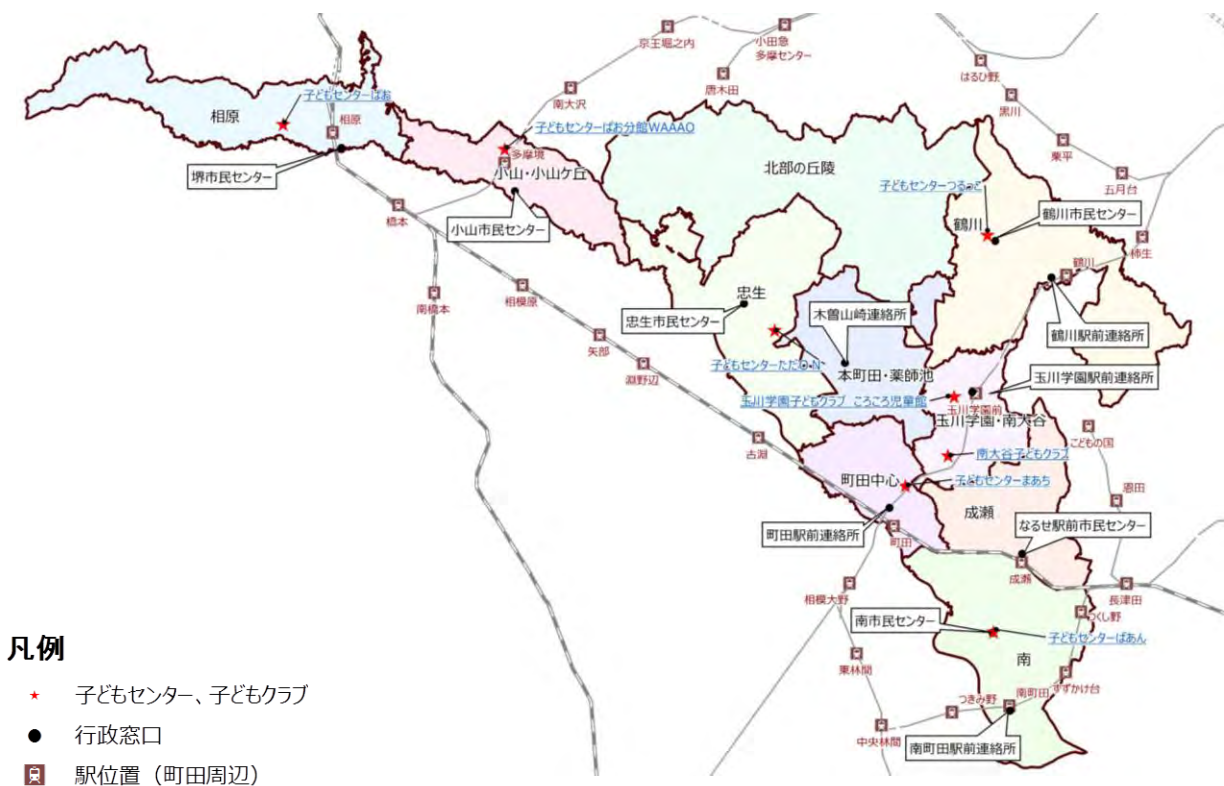 京王堀之内
小田急
多摩センター
はるひ野
唐木田
南大沢
黒川
子どもセンターぱお
相原
相原
子どもセンターぱお分館WAAAO
多摩境
小山・小山ケ丘
栗平
五月台
北部の丘陵
堺市民センター
子どもセンターつるっこ
橋本
小山市民センター
鶴川
鶴川市民センター
柿生
鶴川
南橋本
相模原
忠生
忠生市民センター
木曽山崎連絡所
鶴川駅前連絡所
矢部
淵野辺
子どもセンターただON
本町田・薬師池
玉川学園駅前連絡所
玉川学園子どもクラブ ころころ児童館
玉川学園前
玉川学園・南大谷
古淵
こどもの国
南大谷子どもクラブ
町田中心
子どもセンターまあち
恩田
成瀬
なるせ駅前市民センター
町田駅前連絡所
町田
成瀬
相模大野
長津田
南市民センター
つくし野
子どもセンターばあん
東林間
南
つきみ野
南町田
すずかけ台
中央林間
南町田駅前連絡所
凡例
子どもセンター、子どもクラブ
行政窓口
駅位置（町田周辺）